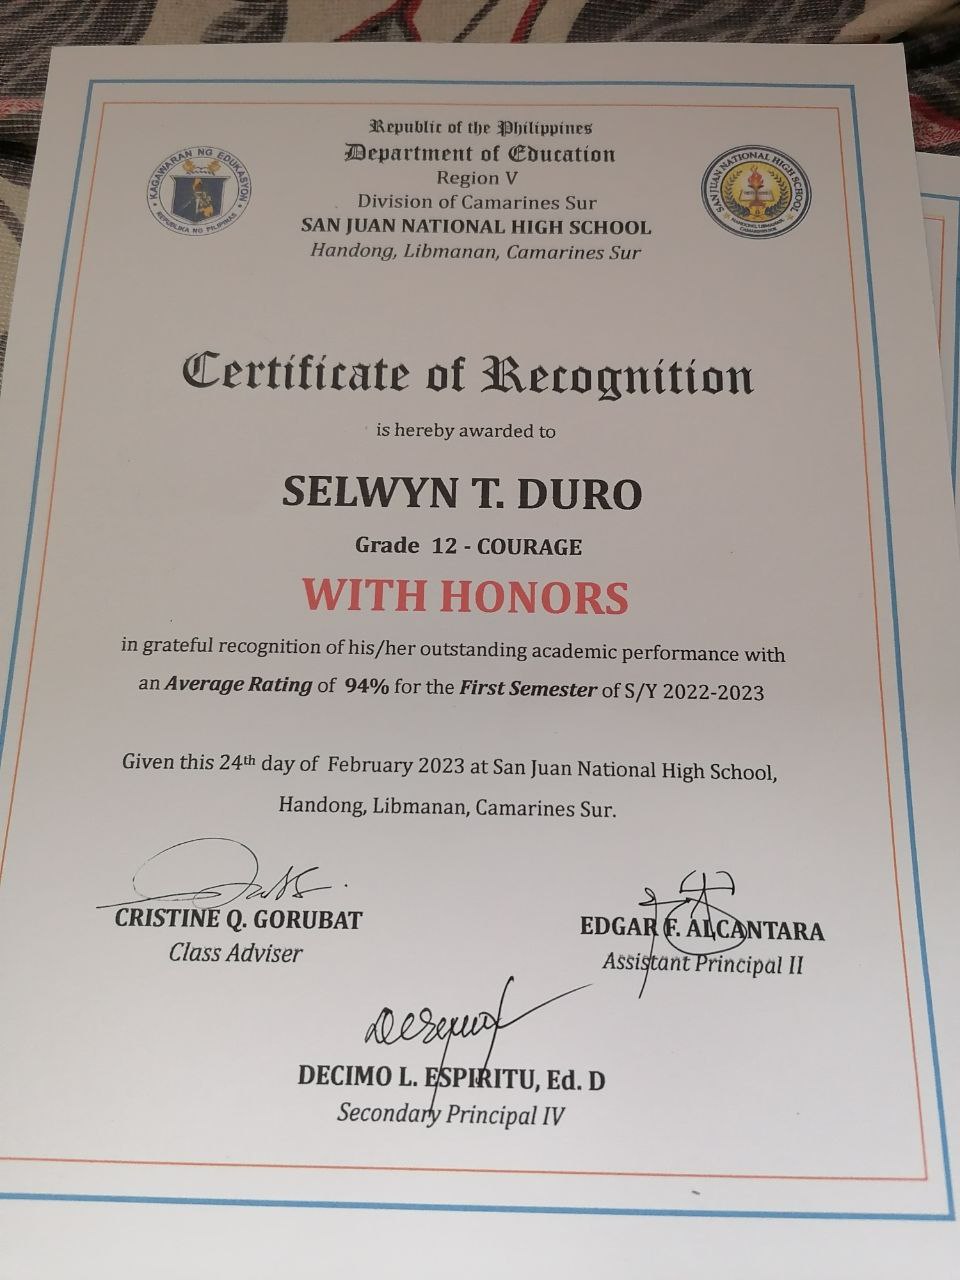 Republic of the Philippines
Department of Education
Region V
Division of Camarines Sur
SAN JUAN NATIONAL HIGH SCHOOL
Handong, Libmanan, Camarines Sur
KAGAWARAN NG EDUKASYON
REPUBLIKA NG PILIPINAS
SAN JUAN NATIONAL HIGH SCHOOL
HANDONG, LIBMANAN,
CAMARINES SUR
Certificate of Recognition
is hereby awarded to
SELWYN T. DURO
Grade 12 - COURAGE
WITH HONORS
in grateful recognition of his/her outstanding academic performance with
an Average Rating of 94% for the First Semester of S/Y 2022-2023
Given this 24th day of February 2023 at San Juan National High School,
Handong, Libmanan, Camarines Sur.
CRISTINE Q. GORUBAT
Class Adviser
EDGAR F. ALCANTARA
Assistant Principal II
DECIMO L. ESPIRITU, Ed. D
Secondary Principal IV